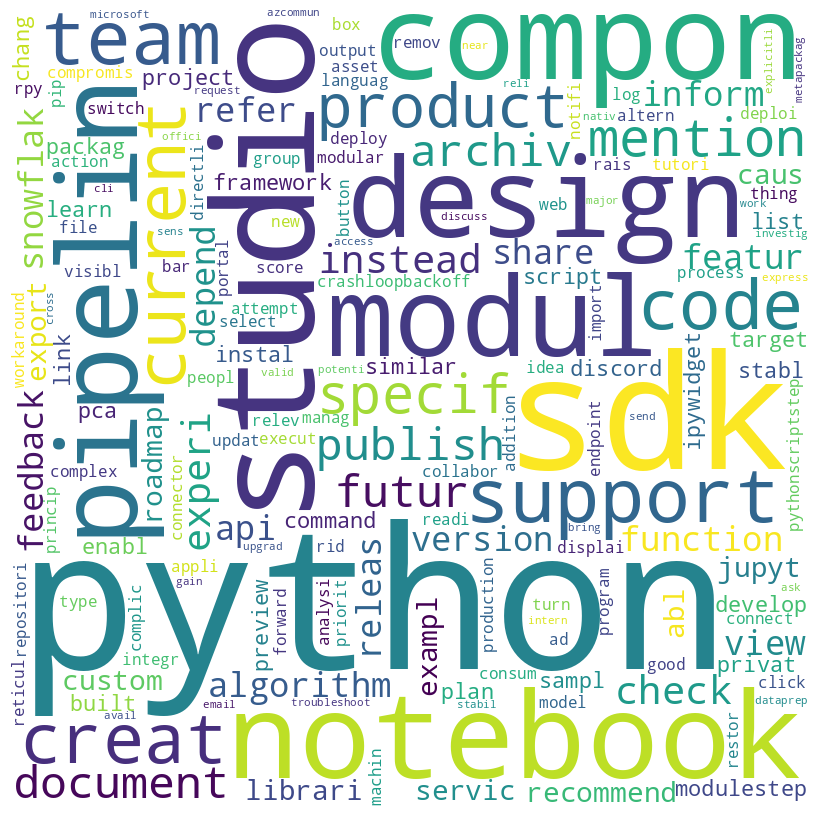 microsoft
team
compon
azcommun
box
output
remov
near
chang
compromis
rpy
pip
project
request
asset
languag
explicitli
metapackag
reli
product
log
inform
nativ
notifi
switch
refer
altern
deploi
offici
deploy
mention
archiv
packag
action
group
modular
rais
tutori
snowflak
pipelin
current
studio
design
cli
directli
framework
button
web
caus
thing
major
learn
file
new
discuss
work
list
sens
portal
access
investig
visibl
bar
score
instead
share
featur
process
express
depend
crashloopbackoff
script
import
code
attempt
select
modul
target
workaround
export
link
cross
instal
similar
idea
discord
stabl
peopl
potenti
valid
specif
ipywidget
pca
relev
manag
sdk
send
feedback
roadmap
experi
updat
execut
publish
addition
endpoint
pythonscriptstep
complex
collabor
connector
princip
futur
support
api
command
readi
bring
enabl
upgrad
rid
version
displai
function
appli
gain
releas
jupyt
python
ask
type
complic
preview
forward
analysi
priorit
turn
develop
production
intern
program
abl
connect
exampl
ad
view
reticul
repositori
integr
good
privat
consum
custom
algorithm
plan
sampl
check
click
built
avail
email
troubleshoot
stabil
model
dataprep
creat
notebook
restor
document
librari
machin
servic
recommend
modulestep